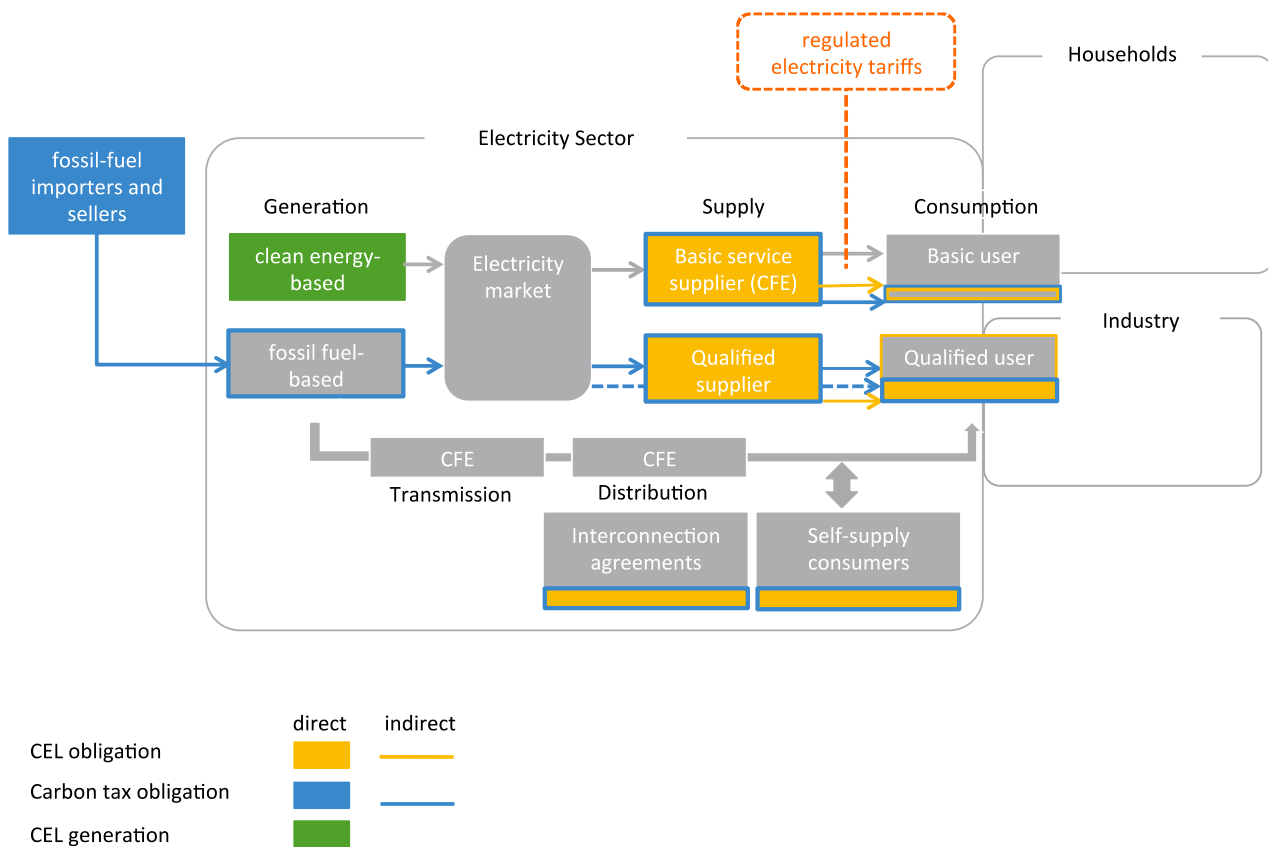 regulated
electricity tariffs
Households
Electricity Sector
fossil-fuel
importers and
sellers
Generation
Supply
Consumption
clean energy-
based
Electricity
market
Basic service
supplier (CFE)
Basic user
Industry
fossil fuel-
based
Qualified
supplier
Qualified user
CFE
CFE
Transmission
Distribution
Interconnection
agreements
Self-supply
consumers
direct
indirect
CEL obligation
Carbon tax obligation
CEL generation